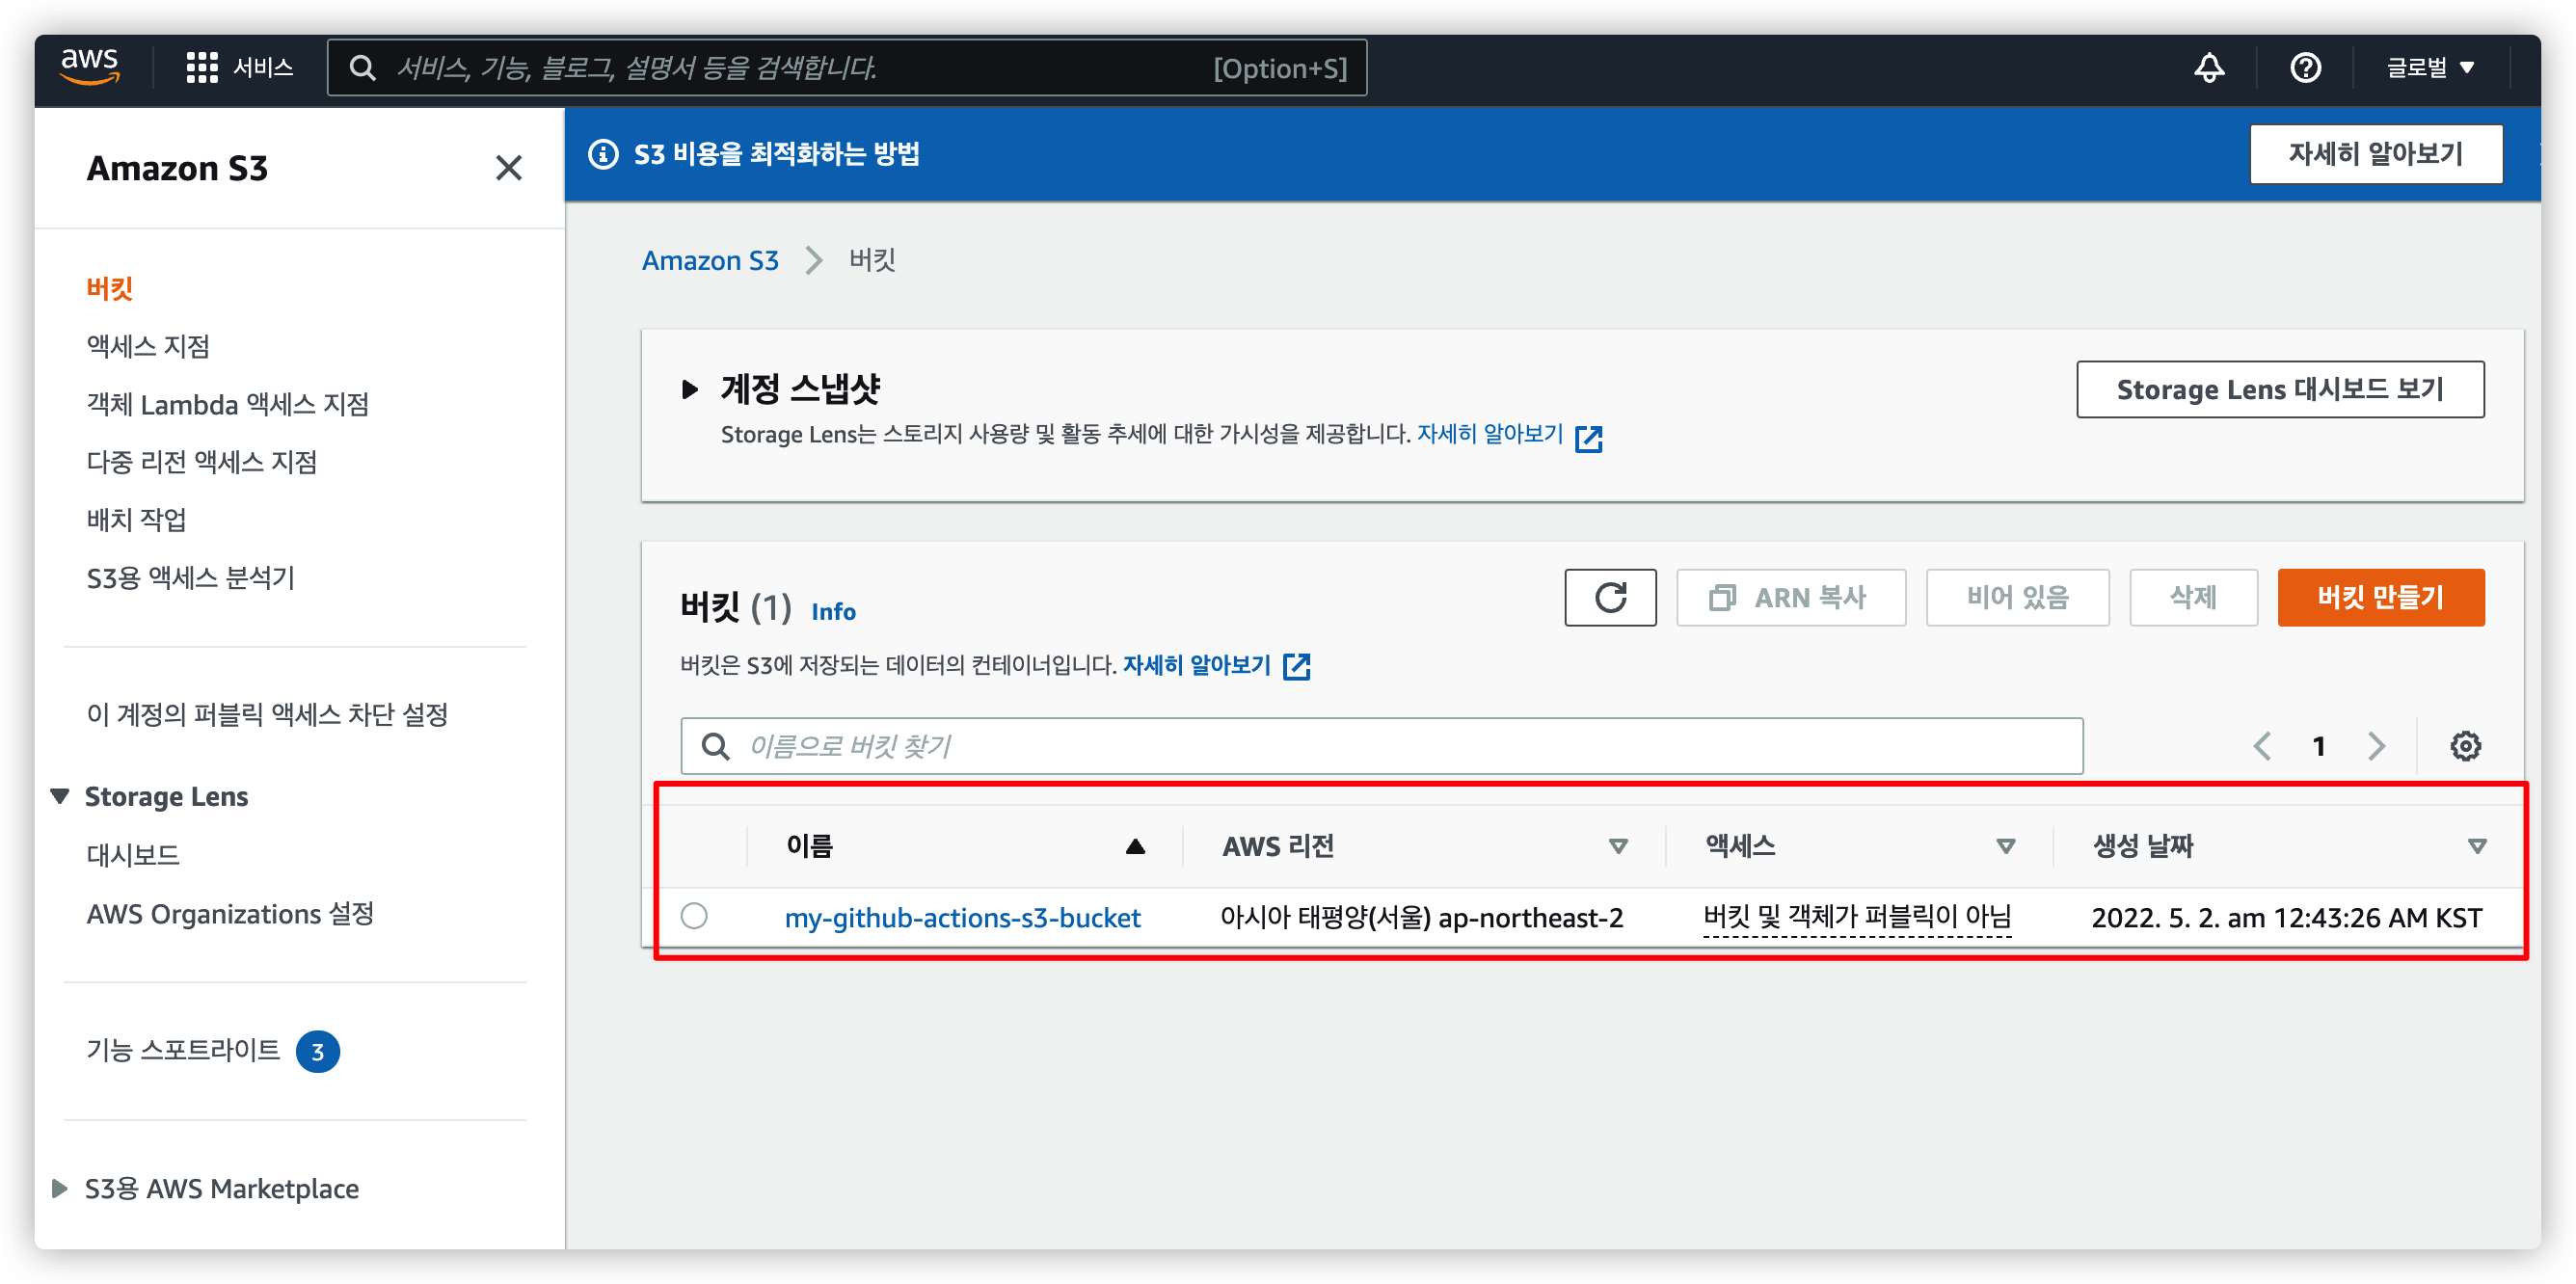 aws 서비스 서비스, 기능, 블로그, 설명서 등을 검색합니다. [Option+S] 글로벌
Amazon S3
버킷
액세스 지점
객체 Lambda 액세스 지점
다중 리전 액세스 지점
배치 작업
S3용 액세스 분석기
이 계정의 퍼블릭 액세스 차단 설정
Storage Lens
대시보드
AWS Organizations 설정
기능 스포트라이트 3
S3용 AWS Marketplace
S3 비용을 최적화하는 방법 자세히 알아보기
Amazon S3 버킷
계정 스냅샷 Storage Lens 대시보드 보기
Storage Lens는 스토리지 사용량 및 활동 추세에 대한 가시성을 제공합니다. 자세히 알아보기
버킷 (1) Info ARN 복사 비어 있음 삭제 버킷 만들기
버킷은 S3에 저장되는 데이터의 컨테이너입니다. 자세히 알아보기
이름으로 버킷 찾기 1
이름 AWS 리전 액세스 생성 날짜
my-github-actions-s3-bucket 아시아 태평양(서울) ap-northeast-2 버킷 및 객체가 퍼블릭이 아님 2022. 5. 2. am 12:43:26 AM KST